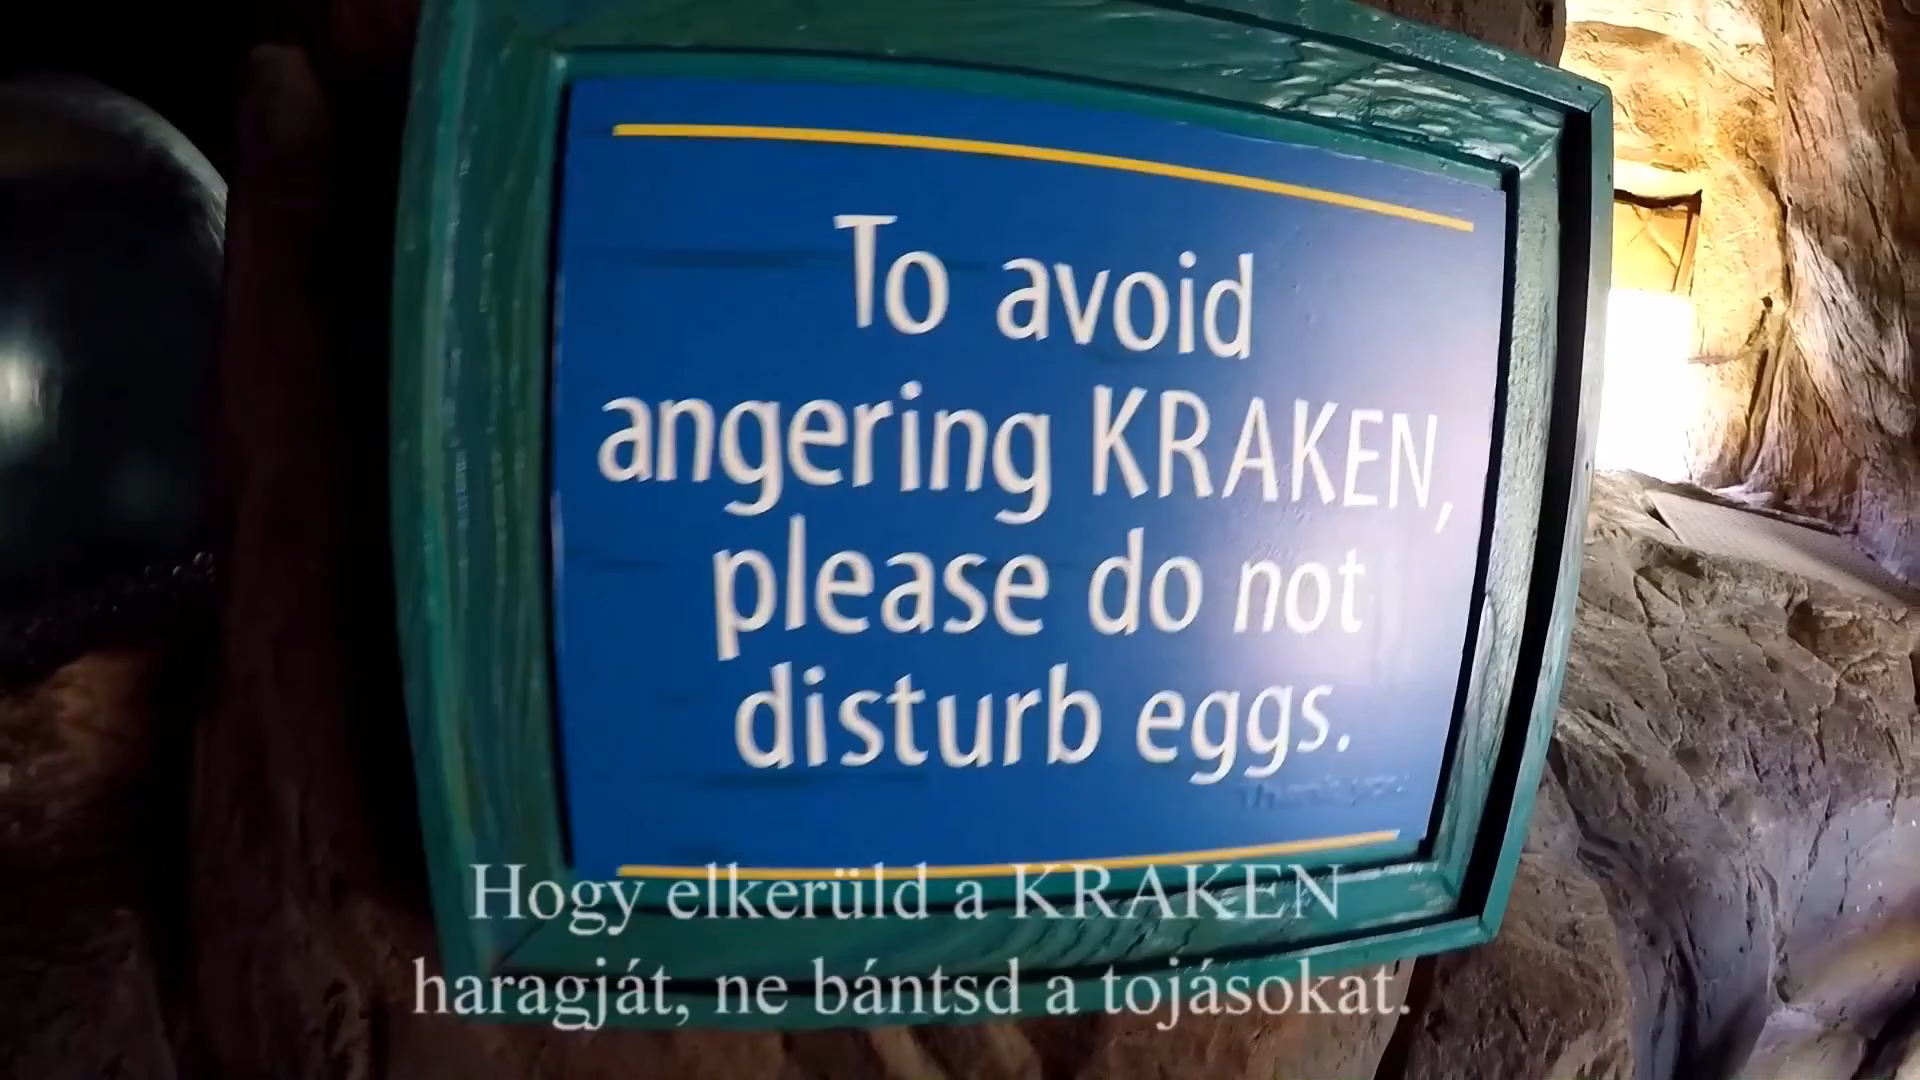 To avoid
angering KRAKEN,
please do not
disturb eggs.
Hogy elkerüld a KRAKEN
haragját, ne bántsd a tojásokat.